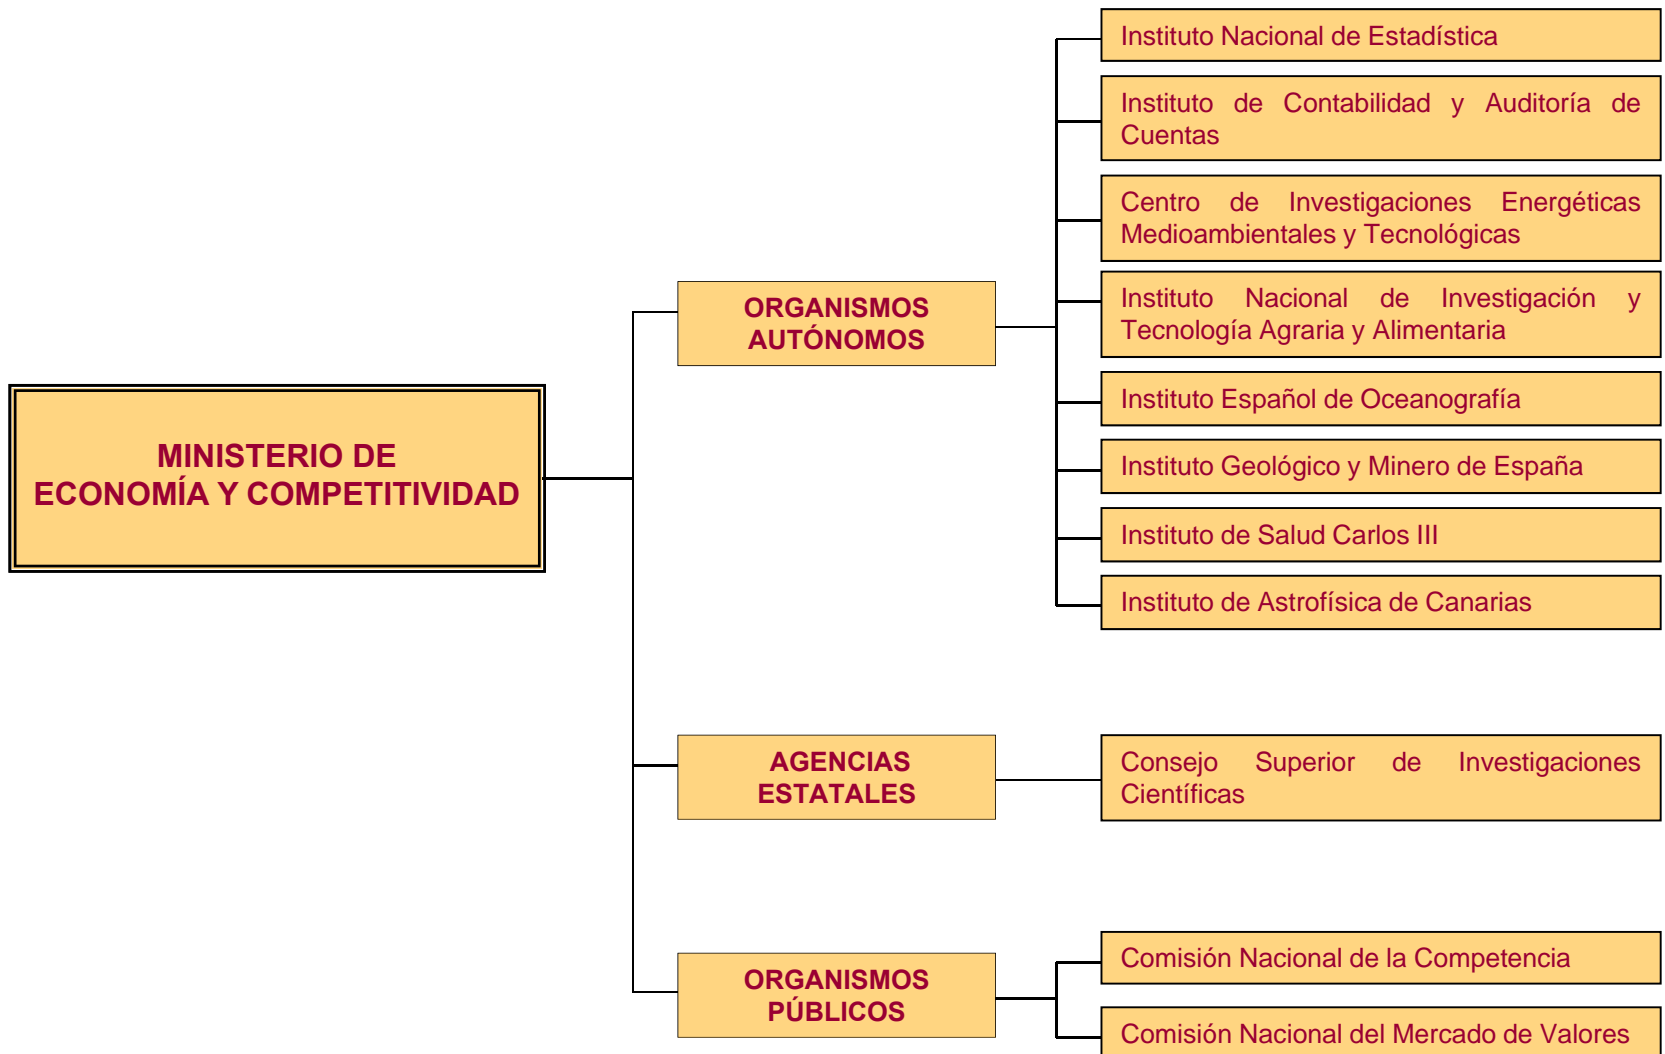 MINISTERIO DE
ECONOMÍA Y COMPETITIVIDAD
ORGANISMOS
AUTÓNOMOS
Instituto Nacional de Estadística
Instituto de Contabilidad y Auditoría de
Cuentas
Centro de Investigaciones Energéticas
Medioambientales y Tecnológicas
Instituto Nacional de Investigación y
Tecnología Agraria y Alimentaria
Instituto Español de Oceanografía
Instituto Geológico y Minero de España
Instituto de Salud Carlos III
Instituto de Astrofísica de Canarias
AGENCIAS
ESTATALES
Consejo Superior de Investigaciones
Científicas
ORGANISMOS
PÚBLICOS
Comisión Nacional de la Competencia
Comisión Nacional del Mercado de Valores